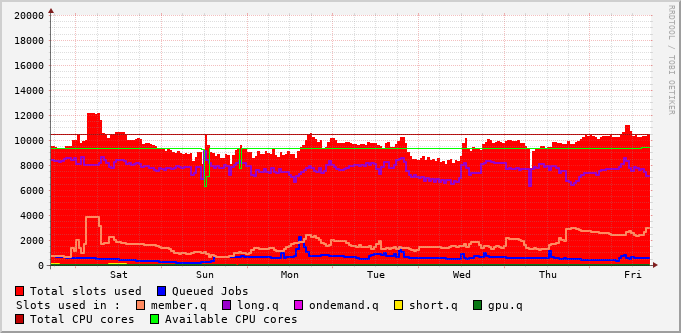 20000
18000
16000
14000
12000
10000
8000
6000
4000
2000
0
Sat Sun Mon Tue Wed Thu Fri
RRDTOOL / TOBI OETIKER
Total slots used Queued Jobs
Slots used in : member.q long.q ondemand.q short.q gpu.q
Total CPU cores Available CPU cores